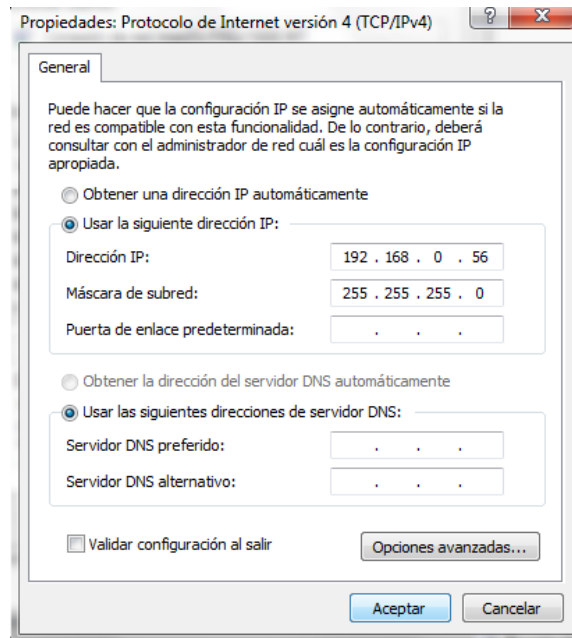 Propiedades: Protocolo de Internet versión 4 (TCP/IPv4)
General
Puede hacer que la configuración IP se asigne automáticamente si la
red es compatible con esta funcionalidad. De lo contrario, deberá
consultar con el administrador de red cuál es la configuración IP
apropiada.
Obtener una dirección IP automáticamente
Usar la siguiente dirección IP:
Dirección IP: 192 . 168 . 0 . 56
Máscara de subred: 255 . 255 . 255 . 0
Puerta de enlace predeterminada: . . .
Obtener la dirección del servidor DNS automáticamente
Usar las siguientes direcciones de servidor DNS:
Servidor DNS preferido: . . .
Servidor DNS alternativo: . . .
Validar configuración al salir Opciones avanzadas...
Aceptar Cancelar